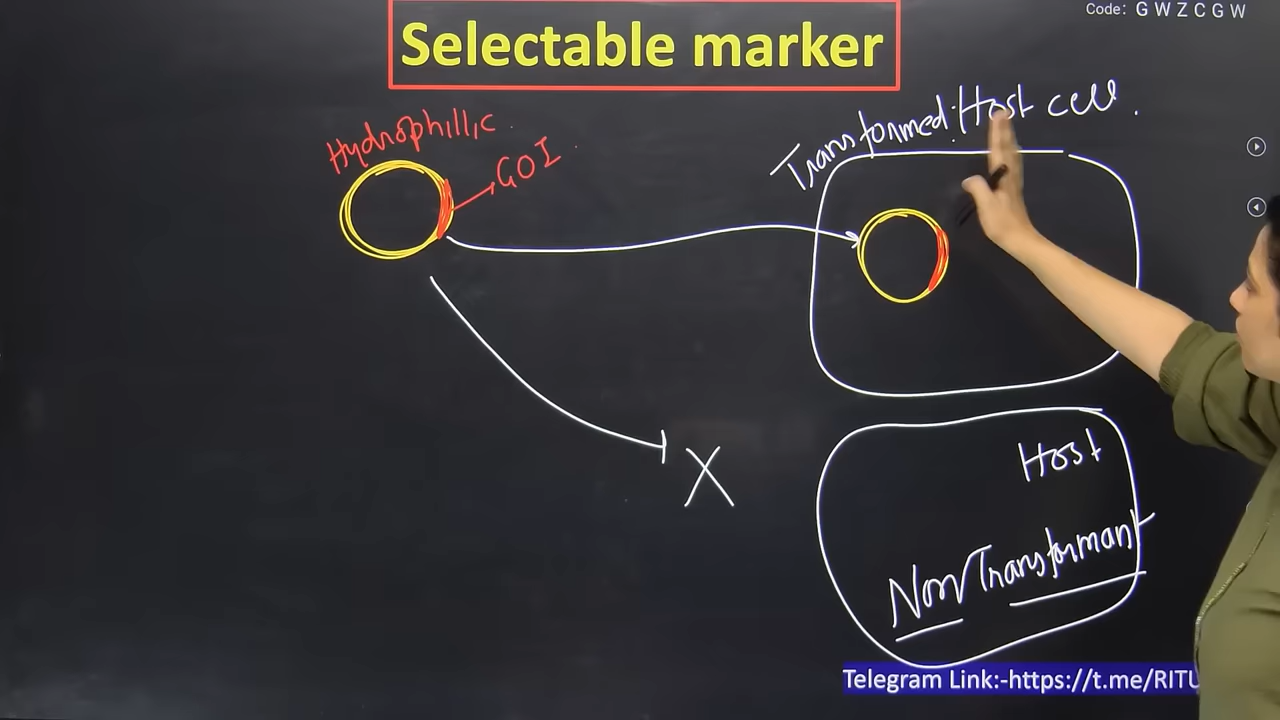 Code: G W Z C G W
Selectable marker
Hydrophillic
GOI
Transformed: Host cell.
X
Host
Non Transformant
Telegram Link:-https://t.me/RITU